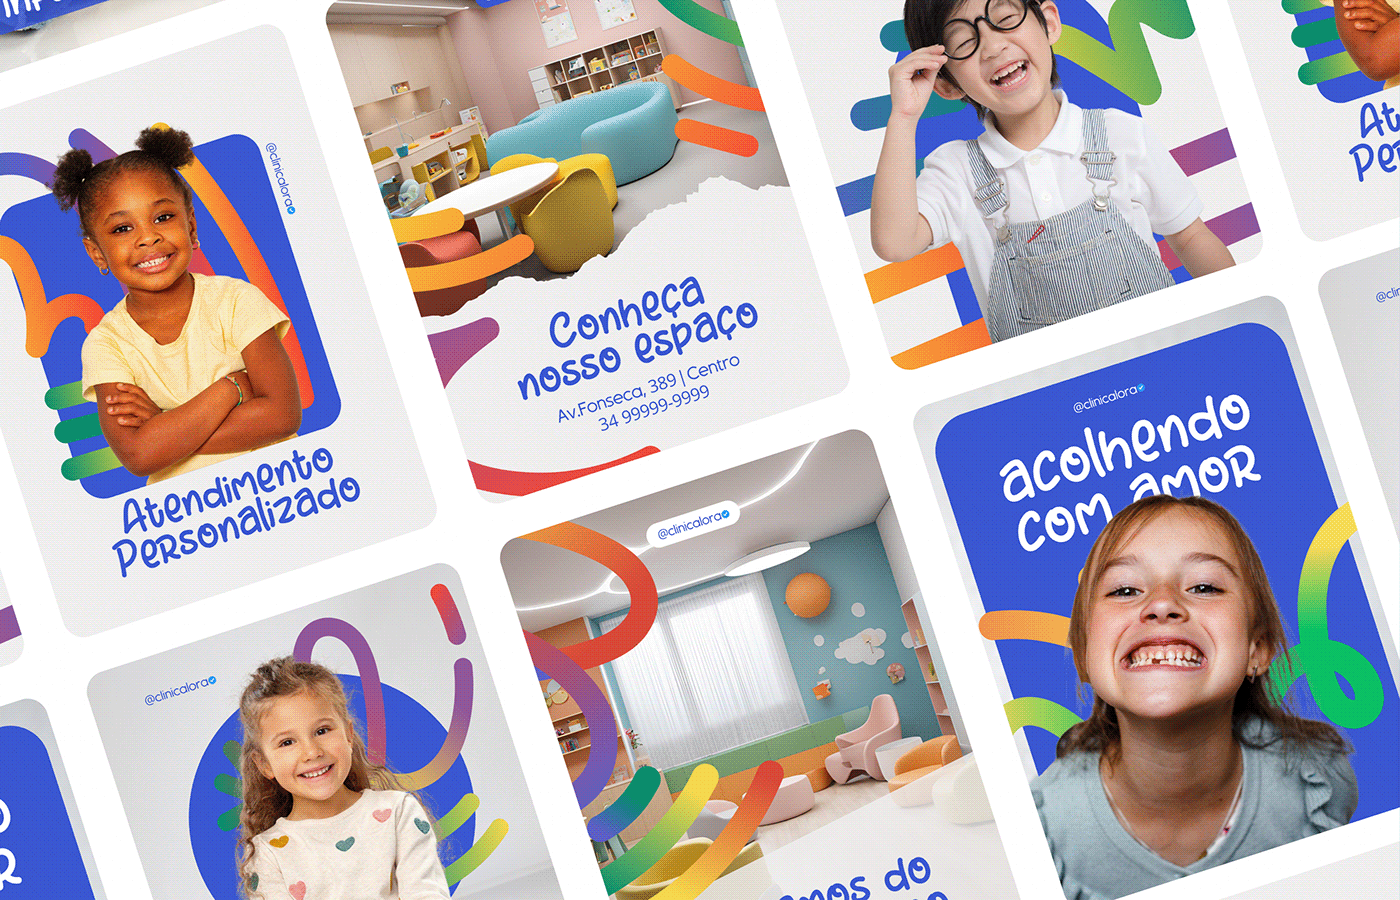 @clinicalora
Atendimento
Personalizado
Conheça
nosso espaço
Av.Fonseca, 389 | Centro
34 99999-9999
@clinicalora
acolhendo
com amor
@clinicalora
@clinicalora
do